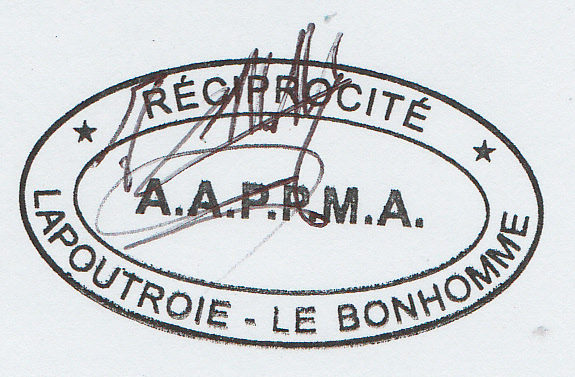 RÉCIPROCITÉ
A.A.P.P.M.A.
LAPOUTROIE - LE BONHOMME